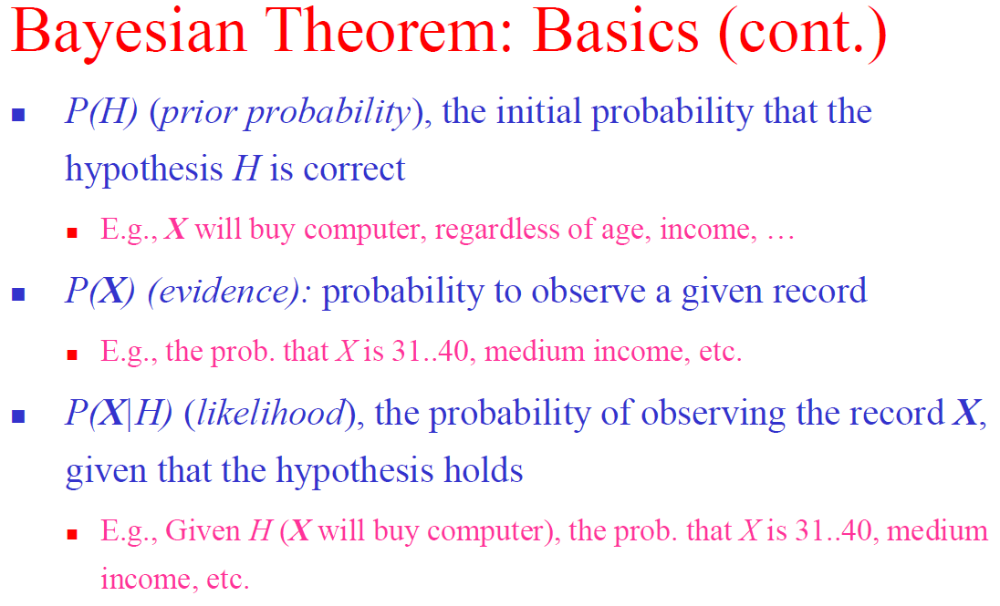 Bayesian Theorem: Basics (cont.)
P(H) (prior probability), the initial probability that the
hypothesis H is correct
E.g., X will buy computer, regardless of age, income, …
P(X) (evidence): probability to observe a given record
E.g., the prob. that X is 31..40, medium income, etc.
P(X|H) (likelihood), the probability of observing the record X,
given that the hypothesis holds
E.g., Given H (X will buy computer), the prob. that X is 31..40, medium
income, etc.